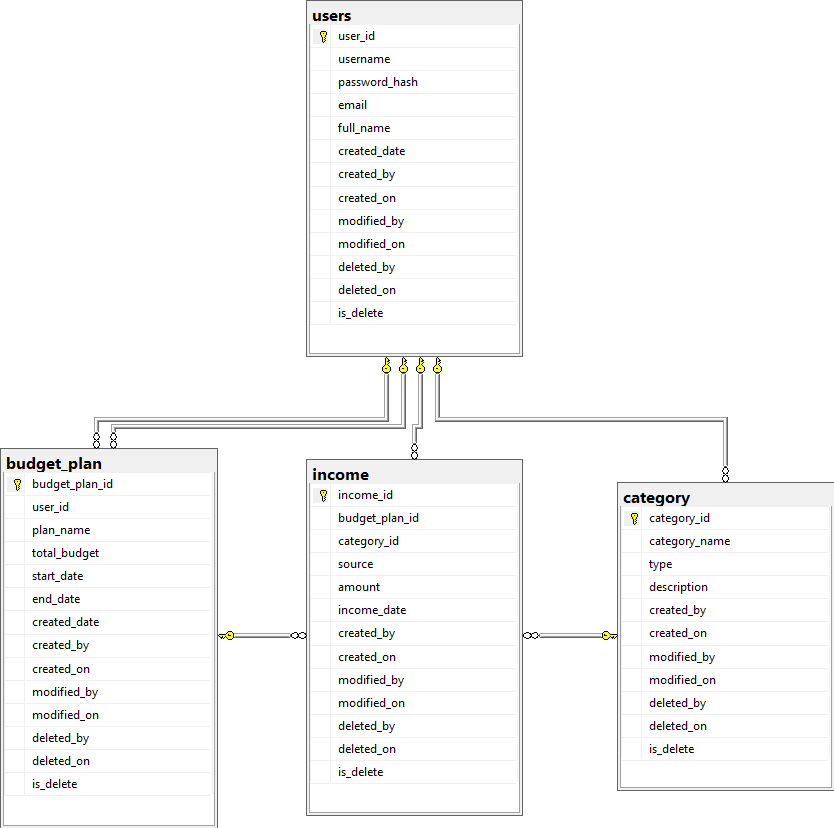 users
user_id
username
password_hash
email
full_name
created_date
created_by
created_on
modified_by
modified_on
deleted_by
deleted_on
is_delete
budget_plan
budget_plan_id
user_id
plan_name
total_budget
start_date
end_date
created_date
created_by
created_on
modified_by
modified_on
deleted_by
deleted_on
is_delete
income
income_id
budget_plan_id
category_id
source
amount
income_date
created_by
created_on
modified_by
modified_on
deleted_by
deleted_on
is_delete
category
category_id
category_name
type
description
created_by
created_on
modified_by
modified_on
deleted_by
deleted_on
is_delete